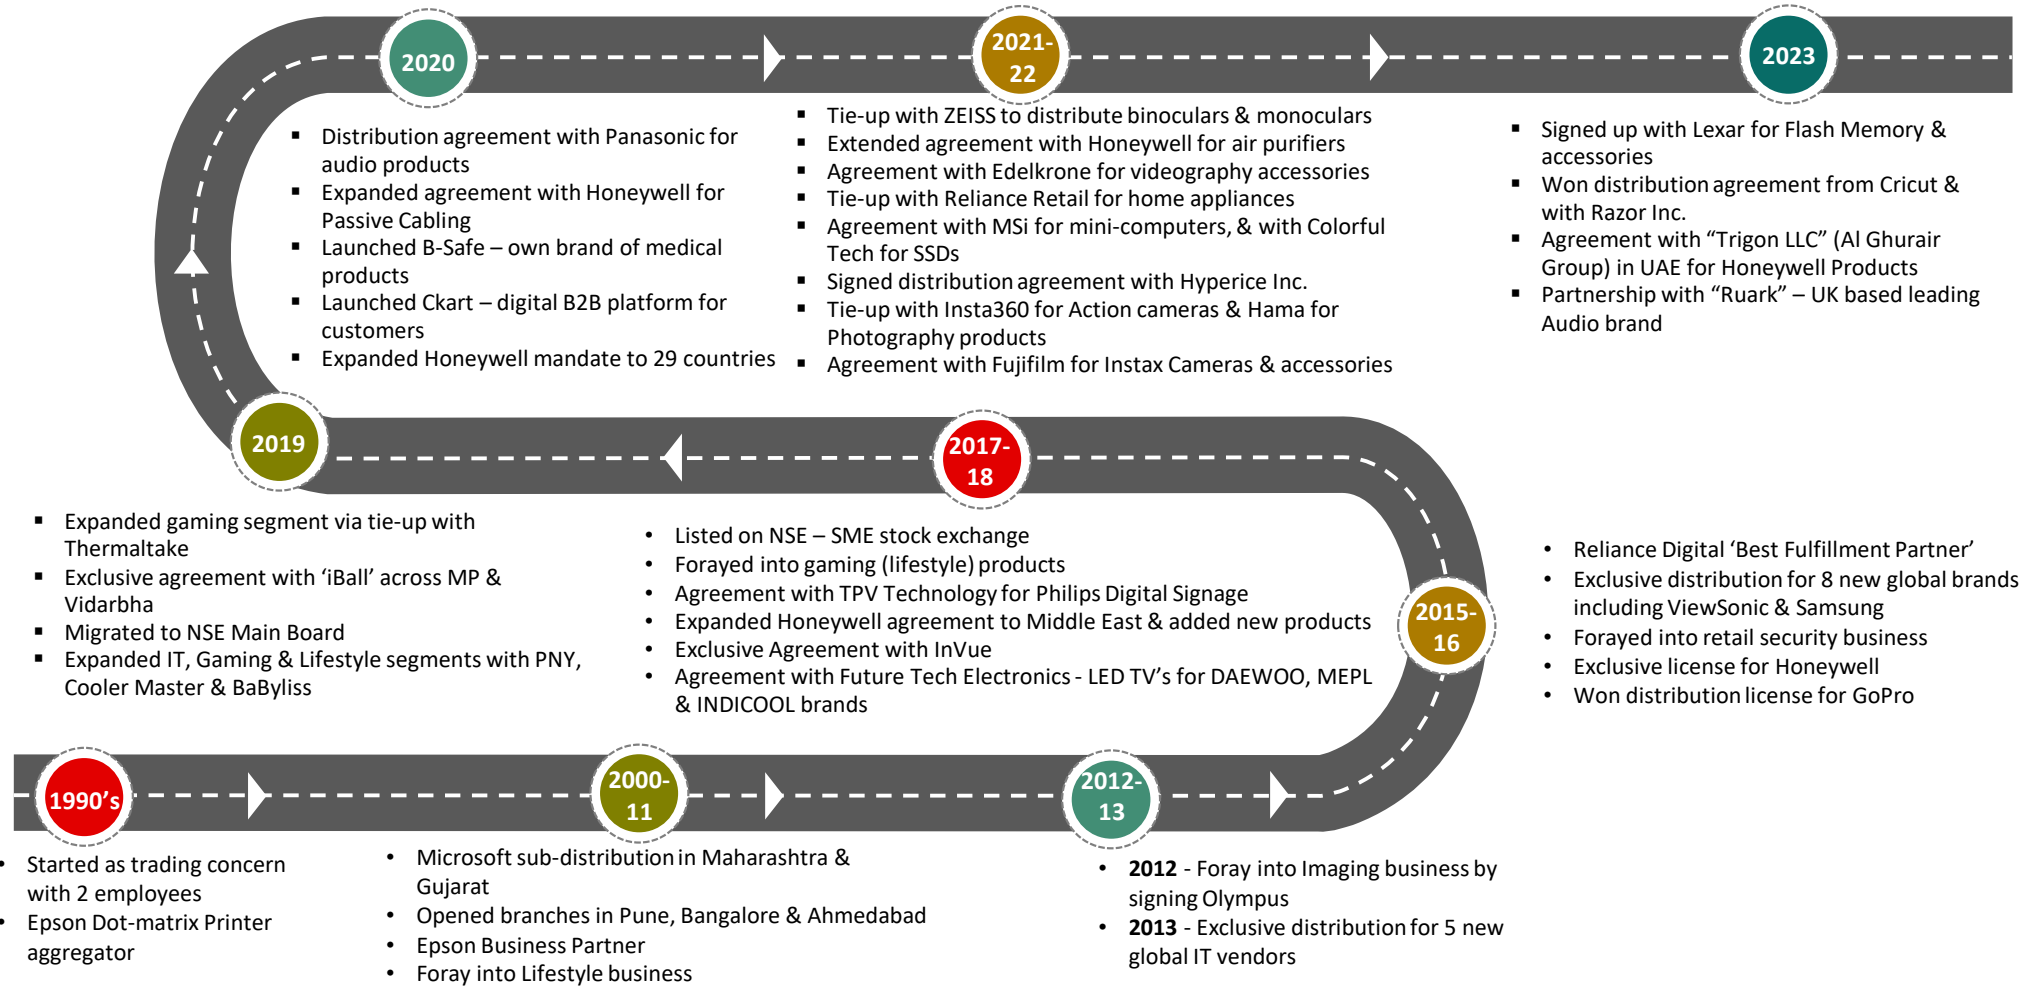 2020
▪ Distribution agreement with Panasonic for
audio products
▪ Expanded agreement with Honeywell for
Passive Cabling
▪ Launched B-Safe – own brand of medical
products
▪ Launched Ckart – digital B2B platform for
customers
▪ Expanded Honeywell mandate to 29 countries
2021-
22
▪ Tie-up with ZEISS to distribute binoculars & monoculars
▪ Extended agreement with Honeywell for air purifiers
▪ Agreement with Edelkrone for videography accessories
▪ Tie-up with Reliance Retail for home appliances
▪ Agreement with MSi for mini-computers, & with Colorful
Tech for SSDs
▪ Signed distribution agreement with Hyperice Inc.
▪ Tie-up with Insta360 for Action cameras & Hama for
Photography products
▪ Agreement with Fujifilm for Instax Cameras & accessories
2023
▪ Signed up with Lexar for Flash Memory &
accessories
▪ Won distribution agreement from Cricut &
with Razor Inc.
▪ Agreement with “Trigon LLC” (Al Ghurair
Group) in UAE for Honeywell Products
▪ Partnership with “Ruark” – UK based leading
Audio brand
2019
▪ Expanded gaming segment via tie-up with
Thermaltake
▪ Exclusive agreement with ‘iBall’ across MP &
Vidarbha
▪ Migrated to NSE Main Board
▪ Expanded IT, Gaming & Lifestyle segments with PNY,
Cooler Master & BaByliss
2017-
18
• Listed on NSE – SME stock exchange
• Forayed into gaming (lifestyle) products
• Agreement with TPV Technology for Philips Digital Signage
• Expanded Honeywell agreement to Middle East & added new products
• Exclusive Agreement with InVue
• Agreement with Future Tech Electronics - LED TV’s for DAEWOO, MEPL
& INDICOOL brands
2015-
16
• Reliance Digital ‘Best Fulfillment Partner’
• Exclusive distribution for 8 new global brands
including ViewSonic & Samsung
• Forayed into retail security business
• Exclusive license for Honeywell
• Won distribution license for GoPro
1990’s
• Started as trading concern
with 2 employees
• Epson Dot-matrix Printer
aggregator
2000-
11
• Microsoft sub-distribution in Maharashtra &
Gujarat
• Opened branches in Pune, Bangalore & Ahmedabad
• Epson Business Partner
• Foray into Lifestyle business
2012-
13
• 2012 - Foray into Imaging business by
signing Olympus
• 2013 - Exclusive distribution for 5 new
global IT vendors